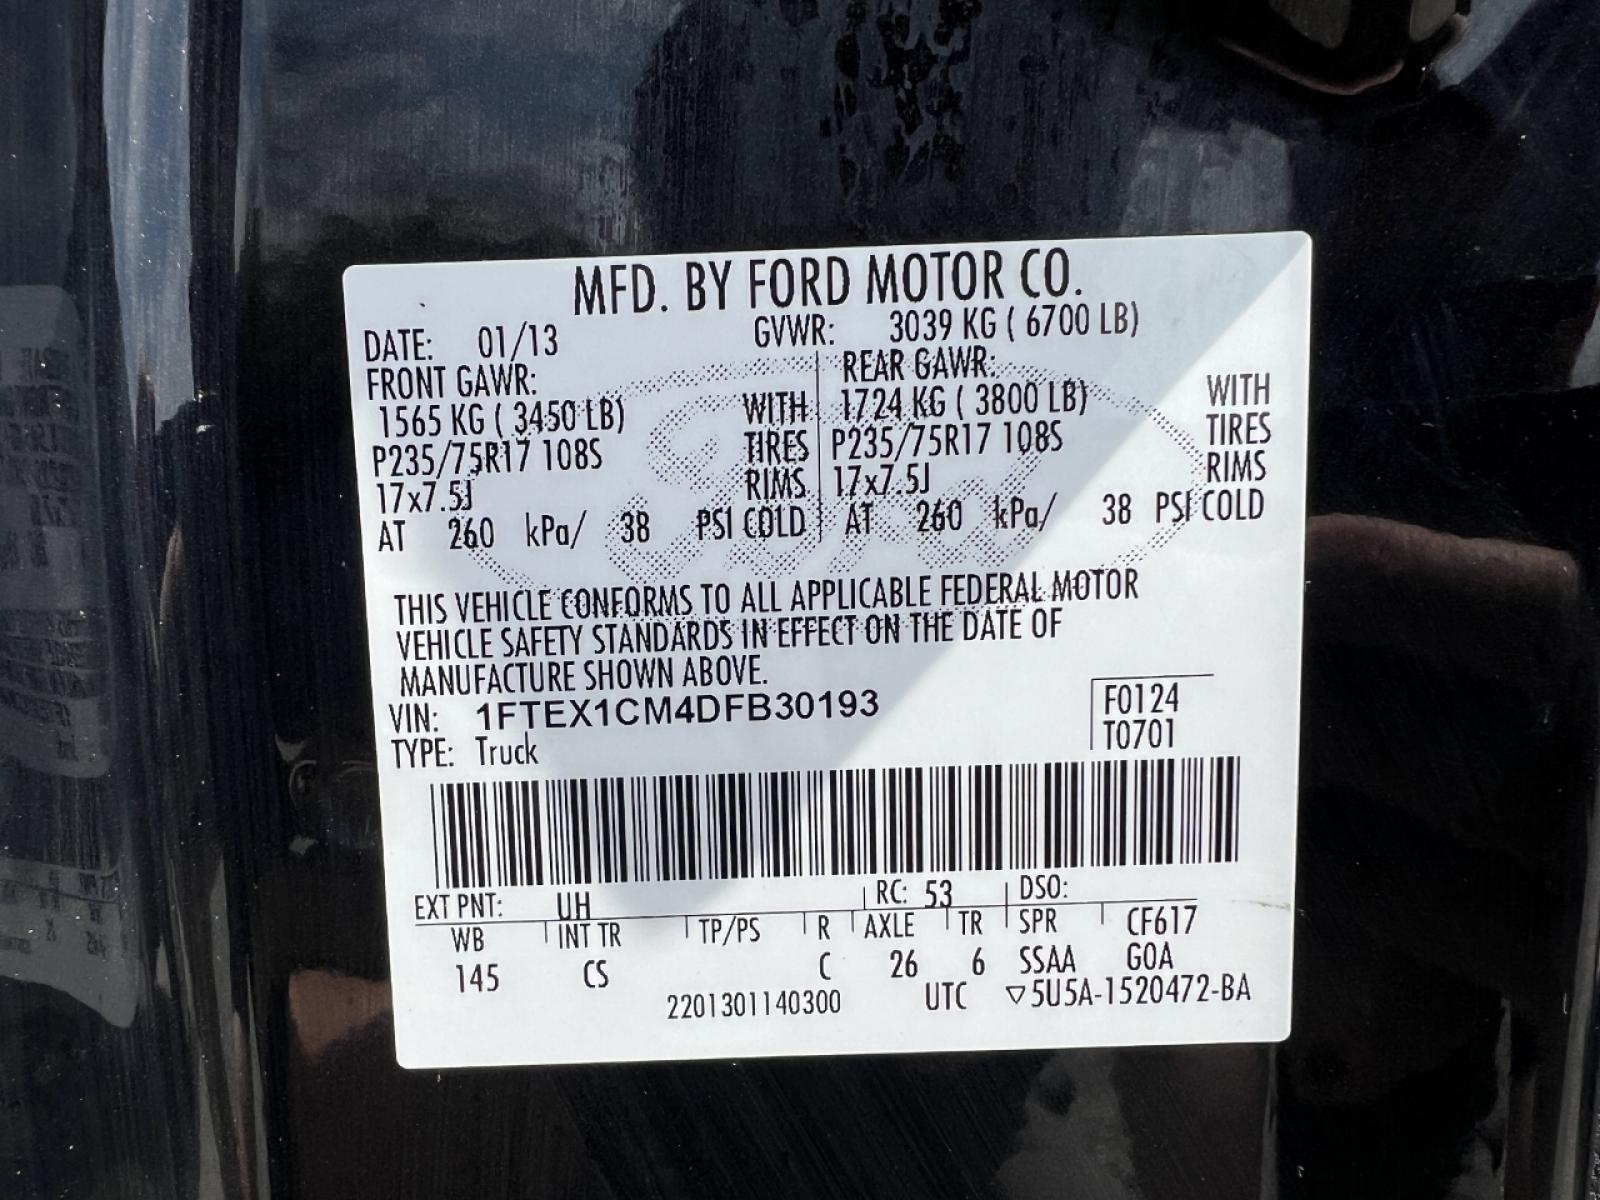 MFD. BY FORD MOTOR CO.
DATE: 01/13 GVWR: 3039 KG ( 6700 LB)
FRONT GAWR: REAR GAWR:
1565 KG ( 3450 LB) WITH 1724 KG ( 3800 LB) WITH
P235/75R17 108S TIRES P235/75R17 108S TIRES
17x7.5J RIMS 17x7.5J RIMS
AT 260 kPa/ 38 PSI COLD AT 260 kPa/ 38 PSI COLD
THIS VEHICLE CONFORMS TO ALL APPLICABLE FEDERAL MOTOR
VEHICLE SAFETY STANDARDS IN EFFECT ON THE DATE OF
MANUFACTURE SHOWN ABOVE.
VIN: 1FTEX1CM4DFB30193 F0124
TYPE: Truck T0701
EXT PNT: UH RC: 53 DSO:
WB INT TR TP/PS R AXLE TR SPR CF617
145 CS C 26 6 SSAA GOA
2201301140300 UTC ▽5U5A-1520472-BA